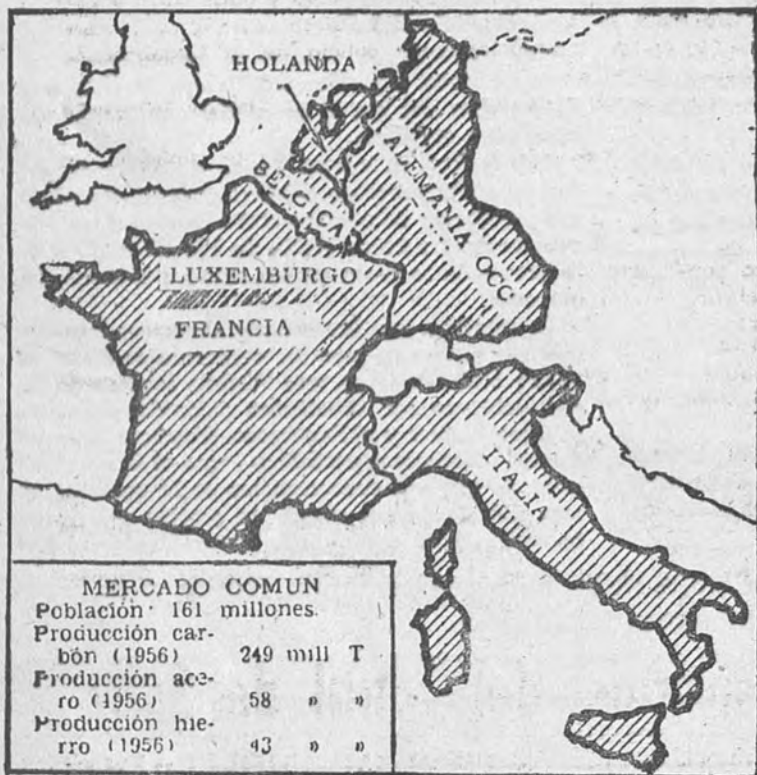 HOLANDA
BELGICA
ALEMANIA OCC.
LUXEMBURGO
FRANCIA
ITALIA
MERCADO COMUN
Población· 161 millones.
Producción car-
bón (1956) 249 mill T
Producción ace-
ro (1956) 58 » »
Producción hie-
rro (1956) 43 » »